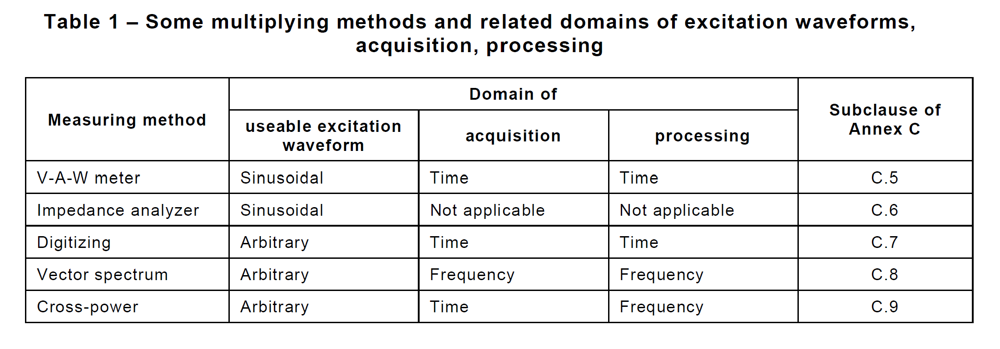 Table 1 – Some multiplying methods and related domains of excitation waveforms,
acquisition, processing
Measuring method
Domain of
Subclause of
Annex C
useable excitation
waveform
acquisition
processing
V-A-W meter Sinusoidal Time Time C.5
Impedance analyzer Sinusoidal Not applicable Not applicable C.6
Digitizing Arbitrary Time Time C.7
Vector spectrum Arbitrary Frequency Frequency C.8
Cross-power Arbitrary Time Frequency C.9